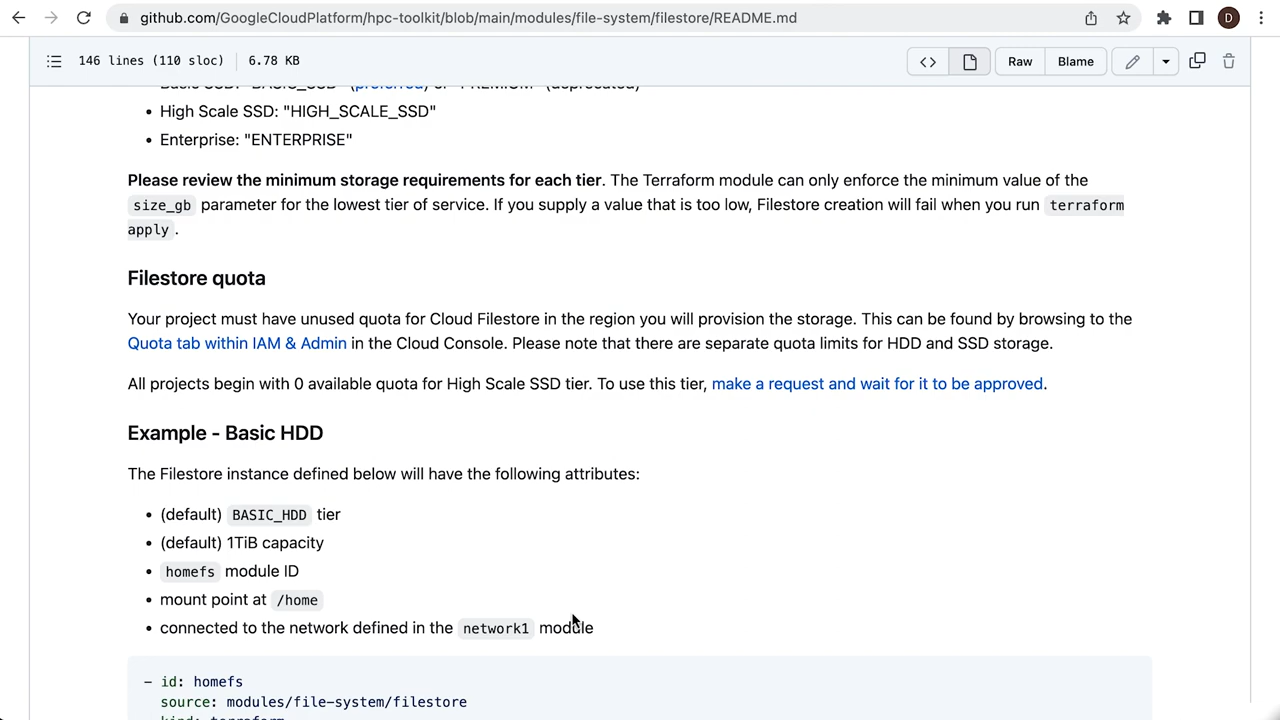 github.com/GoogleCloudPlatform/hpc-toolkit/blob/main/modules/file-system/filestore/README.md
D
146 lines (110 sloc) | 6.78 KB
Raw
Blame
• Basic SSD: "BASIC_SSD" (preferred) or "PREMIUM" (deprecated)
• High Scale SSD: "HIGH_SCALE_SSD"
• Enterprise: "ENTERPRISE"
Please review the minimum storage requirements for each tier. The Terraform module can only enforce the minimum value of the
size_gb parameter for the lowest tier of service. If you supply a value that is too low, Filestore creation will fail when you run terraform
apply .
Filestore quota
Your project must have unused quota for Cloud Filestore in the region you will provision the storage. This can be found by browsing to the
Quota tab within IAM & Admin in the Cloud Console. Please note that there are separate quota limits for HDD and SSD storage.
All projects begin with 0 available quota for High Scale SSD tier. To use this tier, make a request and wait for it to be approved.
Example - Basic HDD
The Filestore instance defined below will have the following attributes:
• (default) BASIC_HDD tier
• (default) 1TiB capacity
• homefs module ID
• mount point at /home
• connected to the network defined in the network1 module
- id: homefs
source: modules/file-system/filestore
kind: terraform